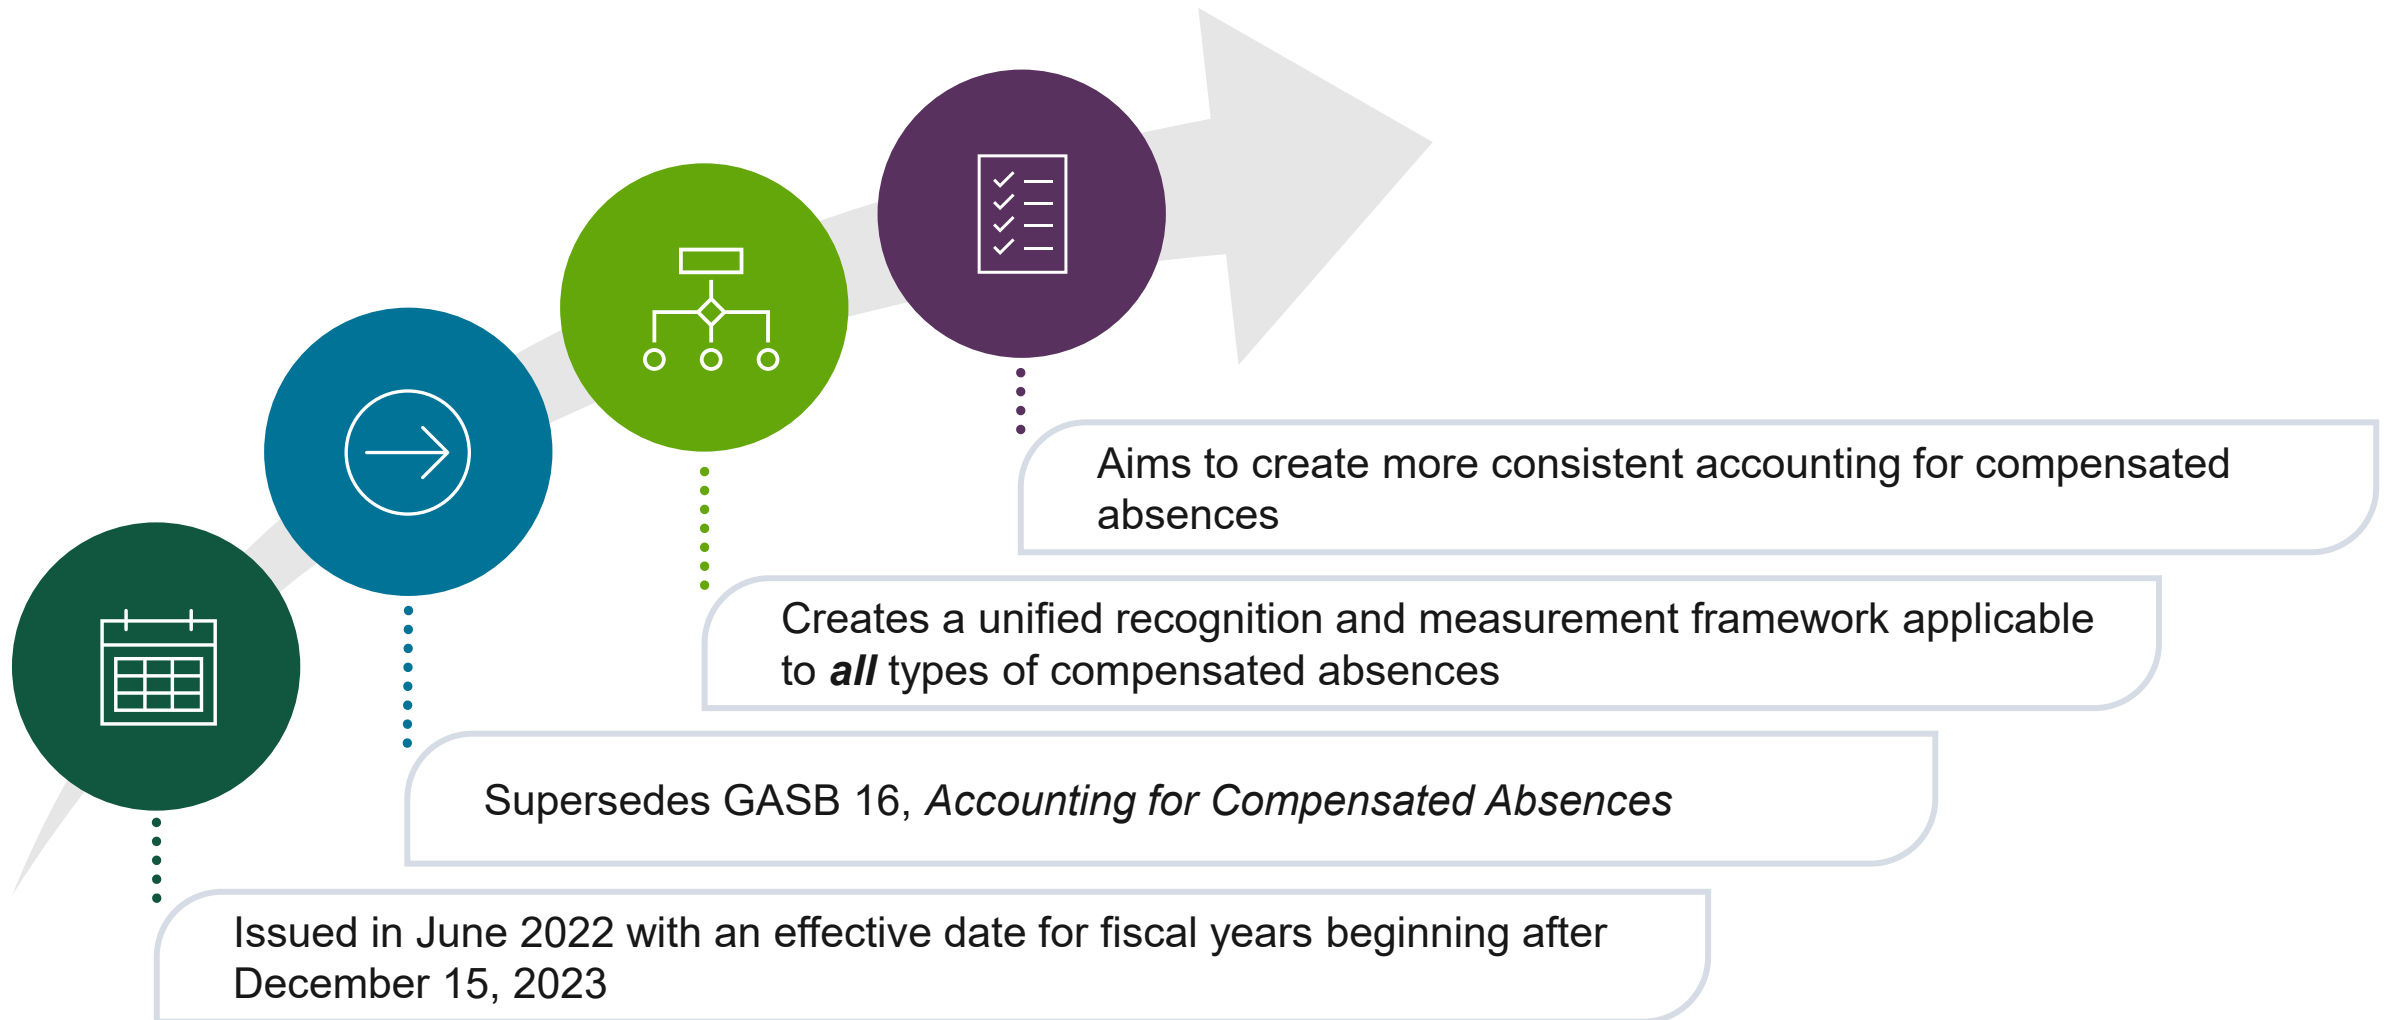 Aims to create more consistent accounting for compensated
absences
Creates a unified recognition and measurement framework applicable
to all types of compensated absences
Supersedes GASB 16, Accounting for Compensated Absences
Issued in June 2022 with an effective date for fiscal years beginning after
December 15, 2023